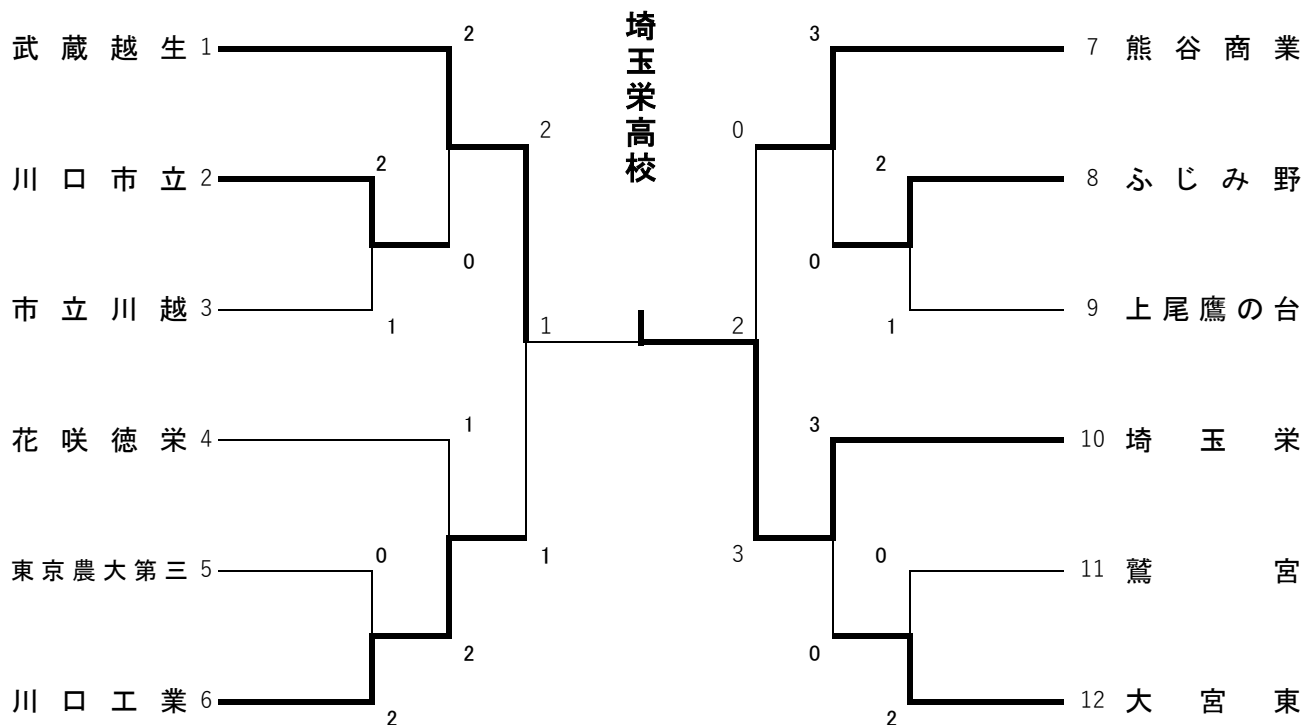 埼玉栄高校
武蔵越生 1
川口市立 2
市立川越 3
花咲徳栄 4
東京農大第三 5
川口工業 6
2
2
2
0
1
1
1
0
1
2
2
3
0
2
0
1
2
3
3
0
0
2
7 熊谷商業
8 ふじみ野
9 上尾鷹の台
10 埼玉栄
11 鷲宮
12 大宮東